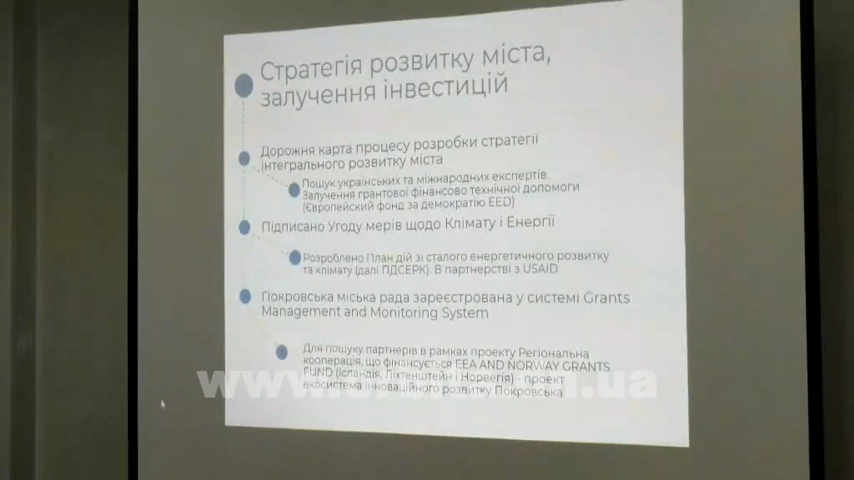 Стратегія розвитку міста,
залучення інвестицій
Дорожня карта процесу розробки стратегії
інтегрального розвитку міста
Пошук українських та міжнародних експертів.
Залучення грантової фінансово технічної допомоги
(Європейский фонд за демократію EED)
Підписано Угоду мерів щодо Клімату і Енергії
Розроблено План дій зі сталого енергетичного розвитку
та клімату (далі ПДСЕРК). В партнерстві з USAID
Покровська міська рада зареєстрована у системі Grants
Management and Monitoring System
Для пошуку партнерів в рамках проекту Регіональна
кооперація, що фінансується EEA AND NORWAY GRANTS
FUND (Ісландія, Ліхтенштейн і Норвегія) - проект
екосистема інноваційного розвитку Покровська